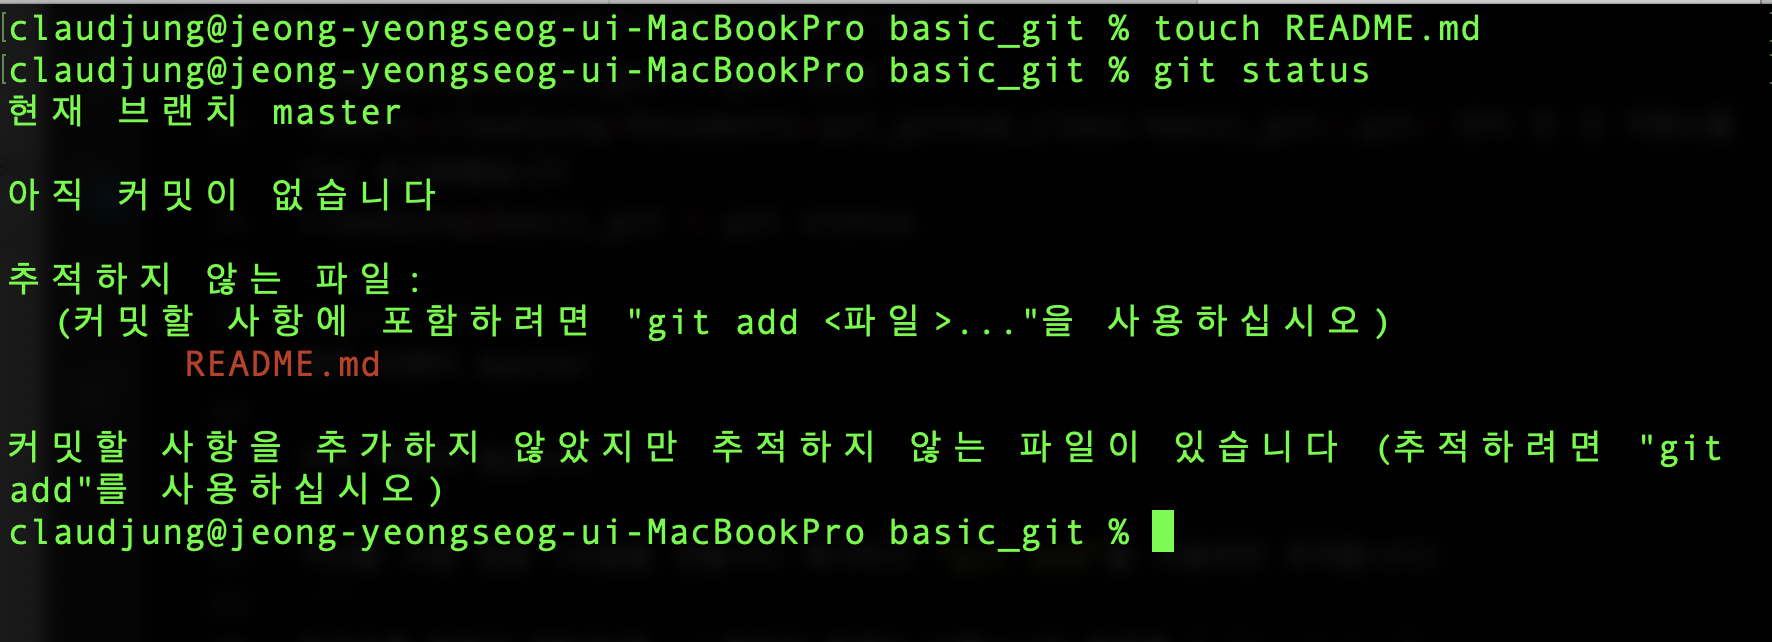 claudjung@jeong-yeongseog-ui-MacBookPro basic_git % touch README.md
claudjung@jeong-yeongseog-ui-MacBookPro basic_git % git status
현재 브랜치 master
아직 커밋이 없습니다
추적하지 않는 파일:
(커밋할 사항에 포함하려면 "git add <파일>..."을 사용하십시오)
README.md
커밋할 사항을 추가하지 않았지만 추적하지 않는 파일이 있습니다 (추적하려면 "git
add"를 사용하십시오)
claudjung@jeong-yeongseog-ui-MacBookPro basic_git %